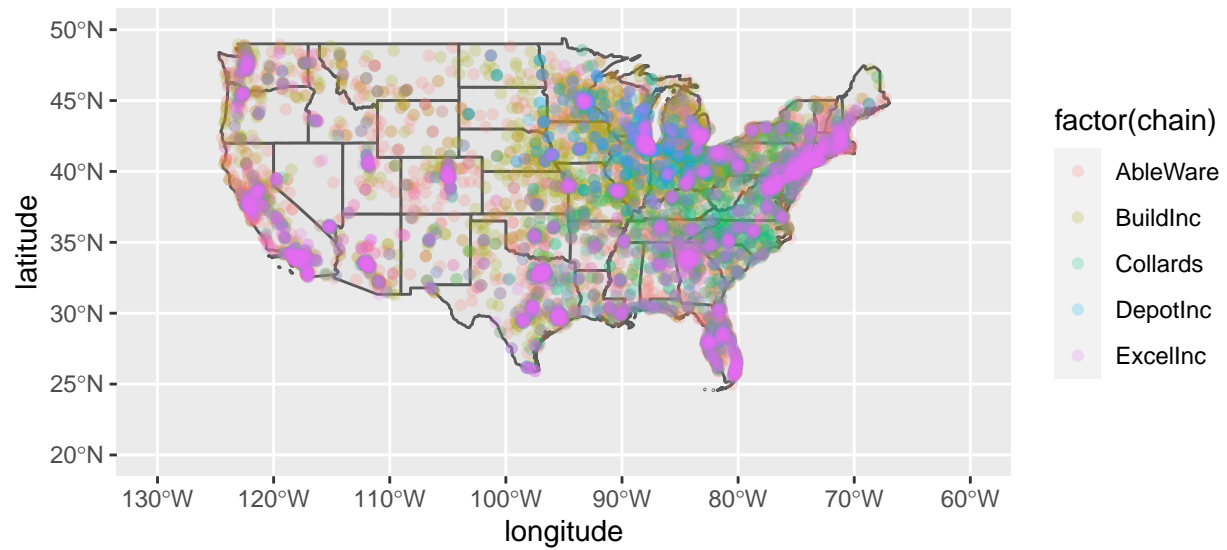 50°N
45°N
40°N
35°N
30°N
25°N
20°N
latitude
130°W 120°W 110°W 100°W 90°W 80°W 70°W 60°W
longitude
factor(chain)
AbleWare
BuildInc
Collards
DepotInc
ExcelInc